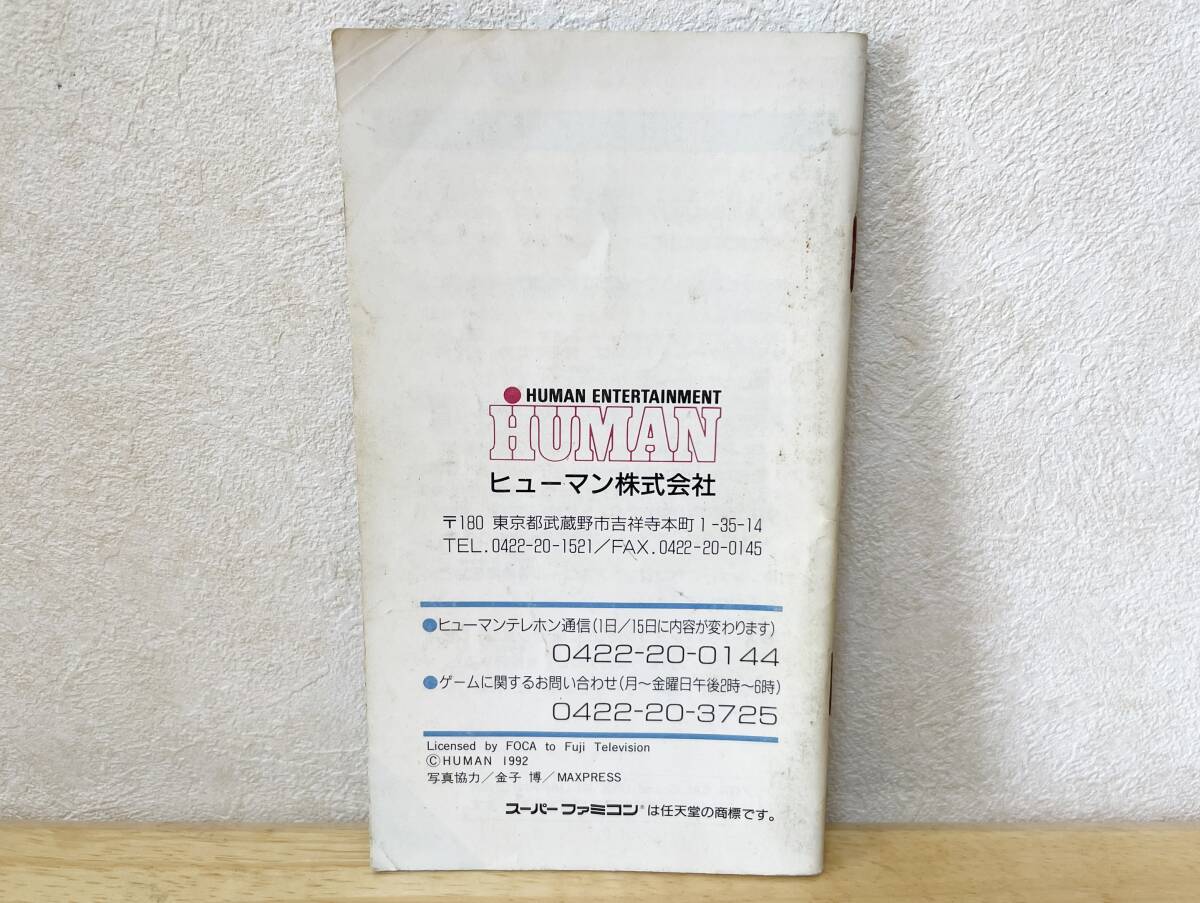 HUMAN ENTERTAINMENT
HUMAN
ヒューマン株式会社
〒180 東京都武蔵野市吉祥寺本町1-35-14
TEL.0422-20-1521/FAX.0422-20-0145
●ヒューマンテレホン通信(1日/15日に内容が変わります)
0422-20-0144
●ゲームに関するお問い合わせ(月〜金曜日午後2時〜6時)
0422-20-3725
Licensed by FOCA to Fuji Television
©HUMAN 1992
写真協力/金子 博/MAXPRESS
スーパーファミコン®は任天堂の商標です。